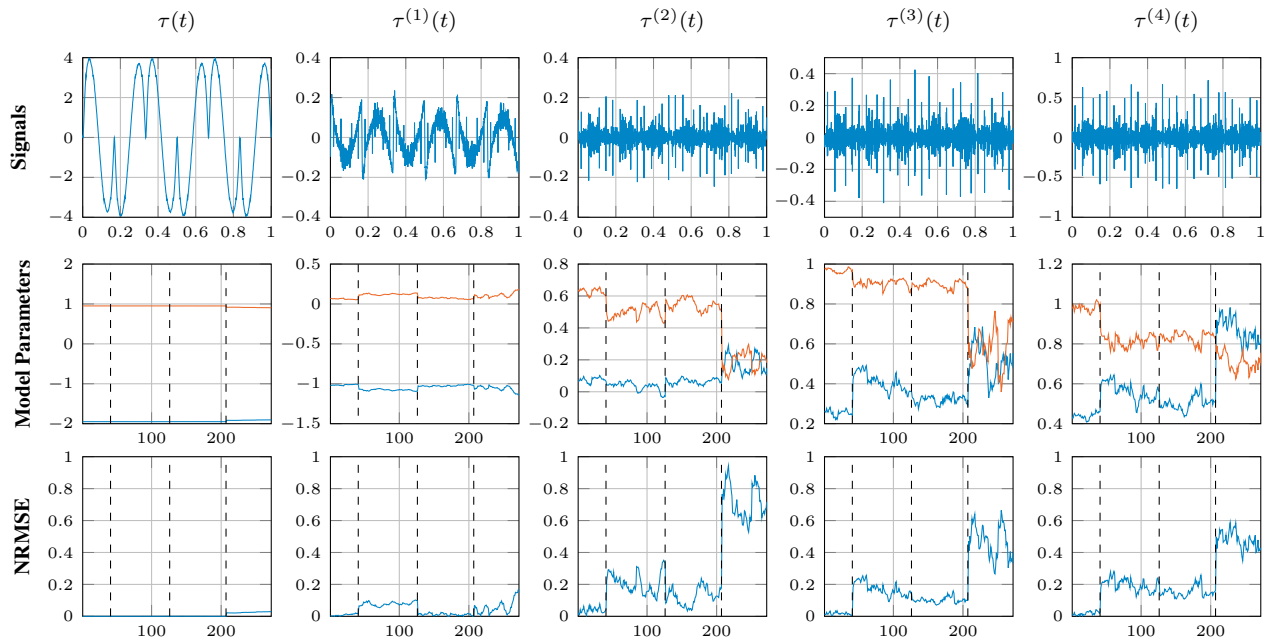 τ(t) τ⁽¹⁾(t) τ⁽²⁾(t) τ⁽³⁾(t) τ⁽⁴⁾(t)
Signals
4 2 0 −2 −4
0 0.2 0.4 0.6 0.8 1
0.4 0.2 0 −0.2 −0.4
0 0.2 0.4 0.6 0.8 1
0.4 0.2 0 −0.2 −0.4
0 0.2 0.4 0.6 0.8 1
0.4 0.2 0 −0.2 −0.4
0 0.2 0.4 0.6 0.8 1
1 0.5 0 −0.5 −1
0 0.2 0.4 0.6 0.8 1
Model Parameters
2 1 0 −1 −2
100 200
0.5 0 −0.5 −1 −1.5
100 200
0.8 0.6 0.4 0.2 0 −0.2
100 200
1 0.8 0.6 0.4 0.2
100 200
1.2 1 0.8 0.6 0.4
100 200
NRMSE
1 0.8 0.6 0.4 0.2 0
100 200
1 0.8 0.6 0.4 0.2 0
100 200
1 0.8 0.6 0.4 0.2 0
100 200
1 0.8 0.6 0.4 0.2 0
100 200
1 0.8 0.6 0.4 0.2 0
100 200